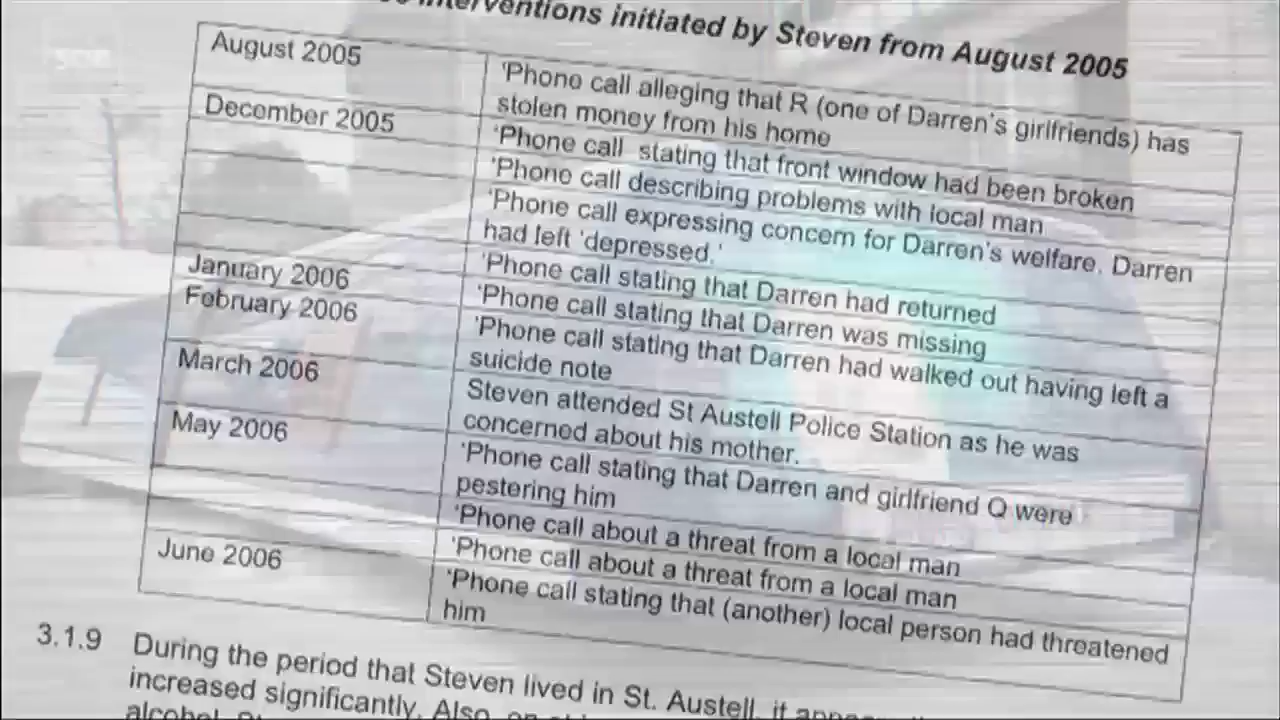 interventions initiated by Steven from August 2005
August 2005
'Phone call alleging that R (one of Darren's girlfriends) has
stolen money from his home
December 2005
'Phone call stating that front window had been broken
'Phone call describing problems with local man
'Phone call expressing concern for Darren's welfare. Darren
had left 'depressed.'
January 2006
'Phone call stating that Darren had returned
February 2006
'Phone call stating that Darren was missing
'Phone call stating that Darren had walked out having left a
suicide note
March 2006
Steven attended St Austell Police Station as he was
concerned about his mother.
May 2006
'Phone call stating that Darren and girlfriend Q were
pestering him
'Phone call about a threat from a local man
'Phone call about a threat from a local man
June 2006
'Phone call stating that (another) local person had threatened
him
3.1.9 During the period that Steven lived in St. Austell, it
increased significantly. Also,
alcohol.